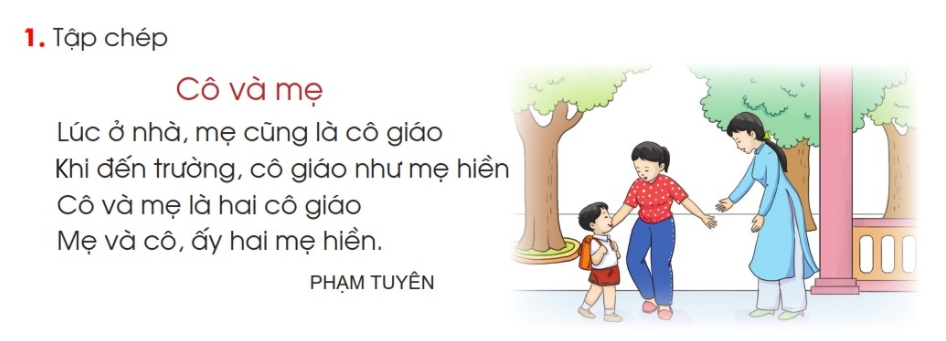 1. Tập chép
Cô và mẹ
Lúc ở nhà, mẹ cũng là cô giáo
Khi đến trường, cô giáo như mẹ hiền
Cô và mẹ là hai cô giáo
Mẹ và cô, ấy hai mẹ hiền.
PHẠM TUYÊN